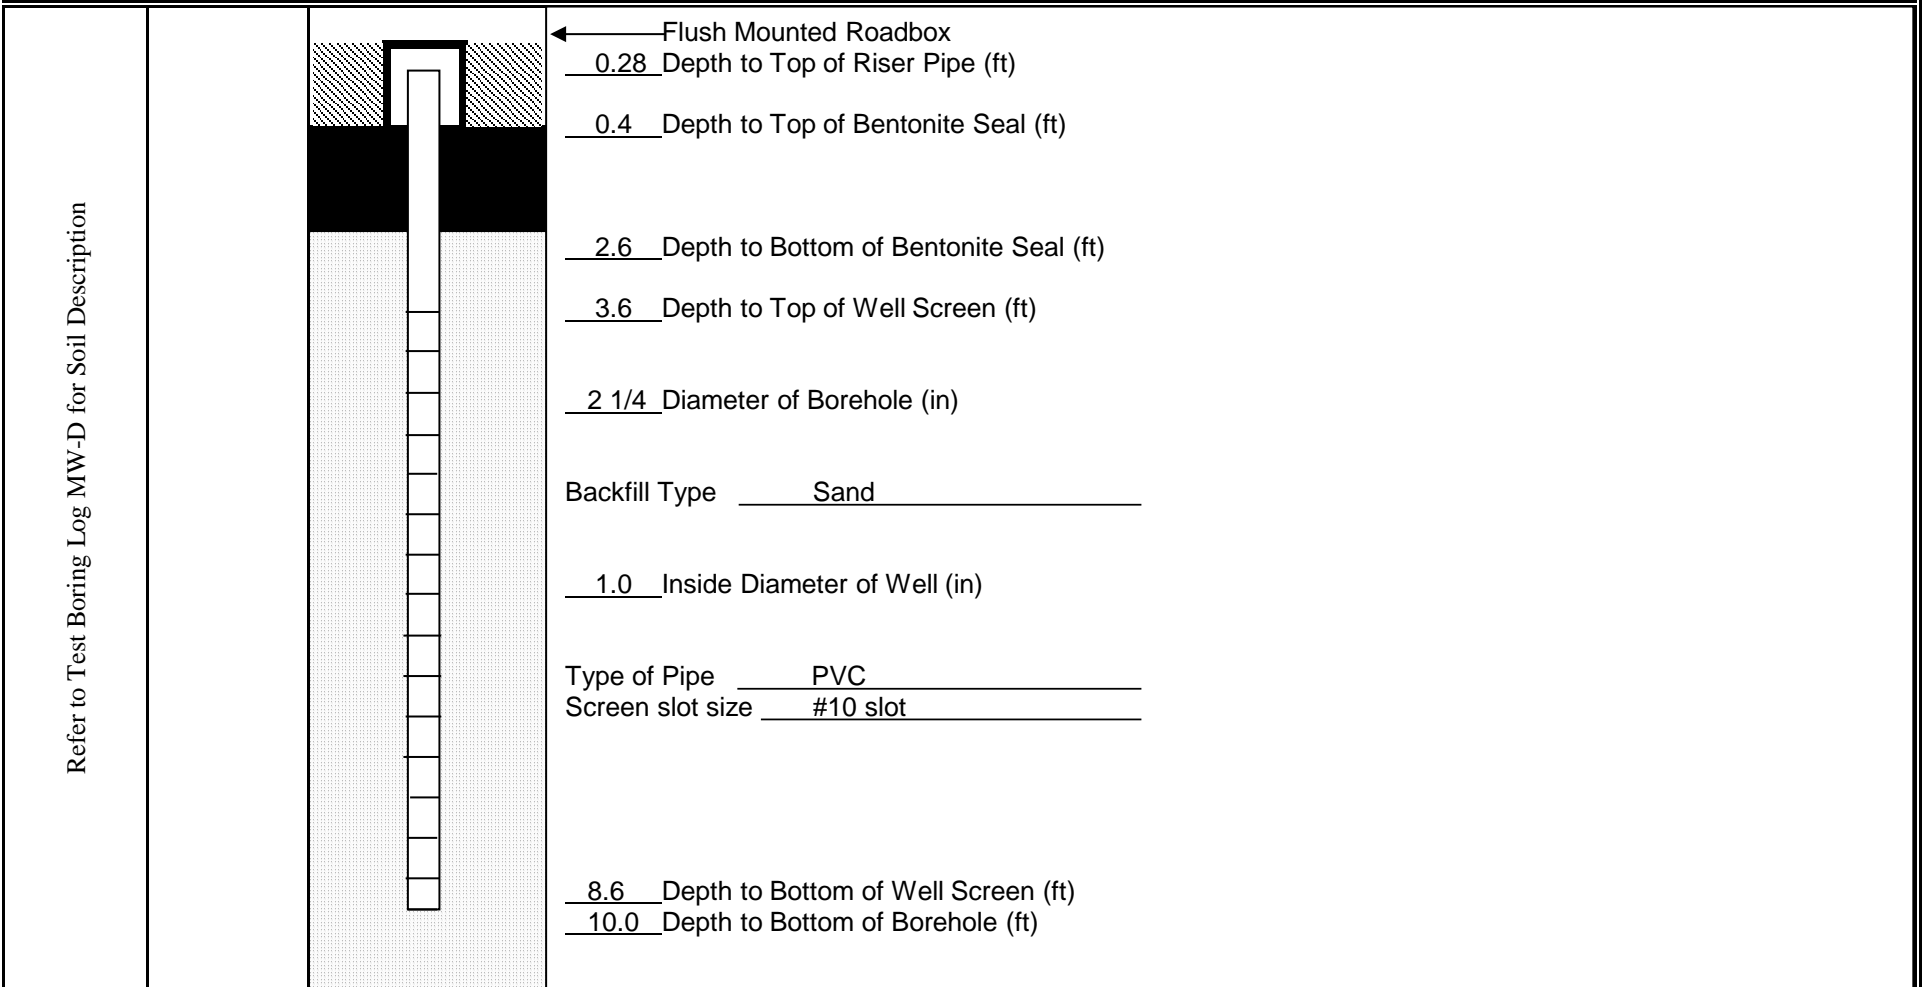 Refer to Test Boring Log MW-D for Soil Description
Flush Mounted Roadbox
0.28 Depth to Top of Riser Pipe (ft)
0.4 Depth to Top of Bentonite Seal (ft)
2.6 Depth to Bottom of Bentonite Seal (ft)
3.6 Depth to Top of Well Screen (ft)
2 1/4 Diameter of Borehole (in)
Backfill Type Sand
1.0 Inside Diameter of Well (in)
Type of Pipe PVC
Screen slot size #10 slot
8.6 Depth to Bottom of Well Screen (ft)
10.0 Depth to Bottom of Borehole (ft)